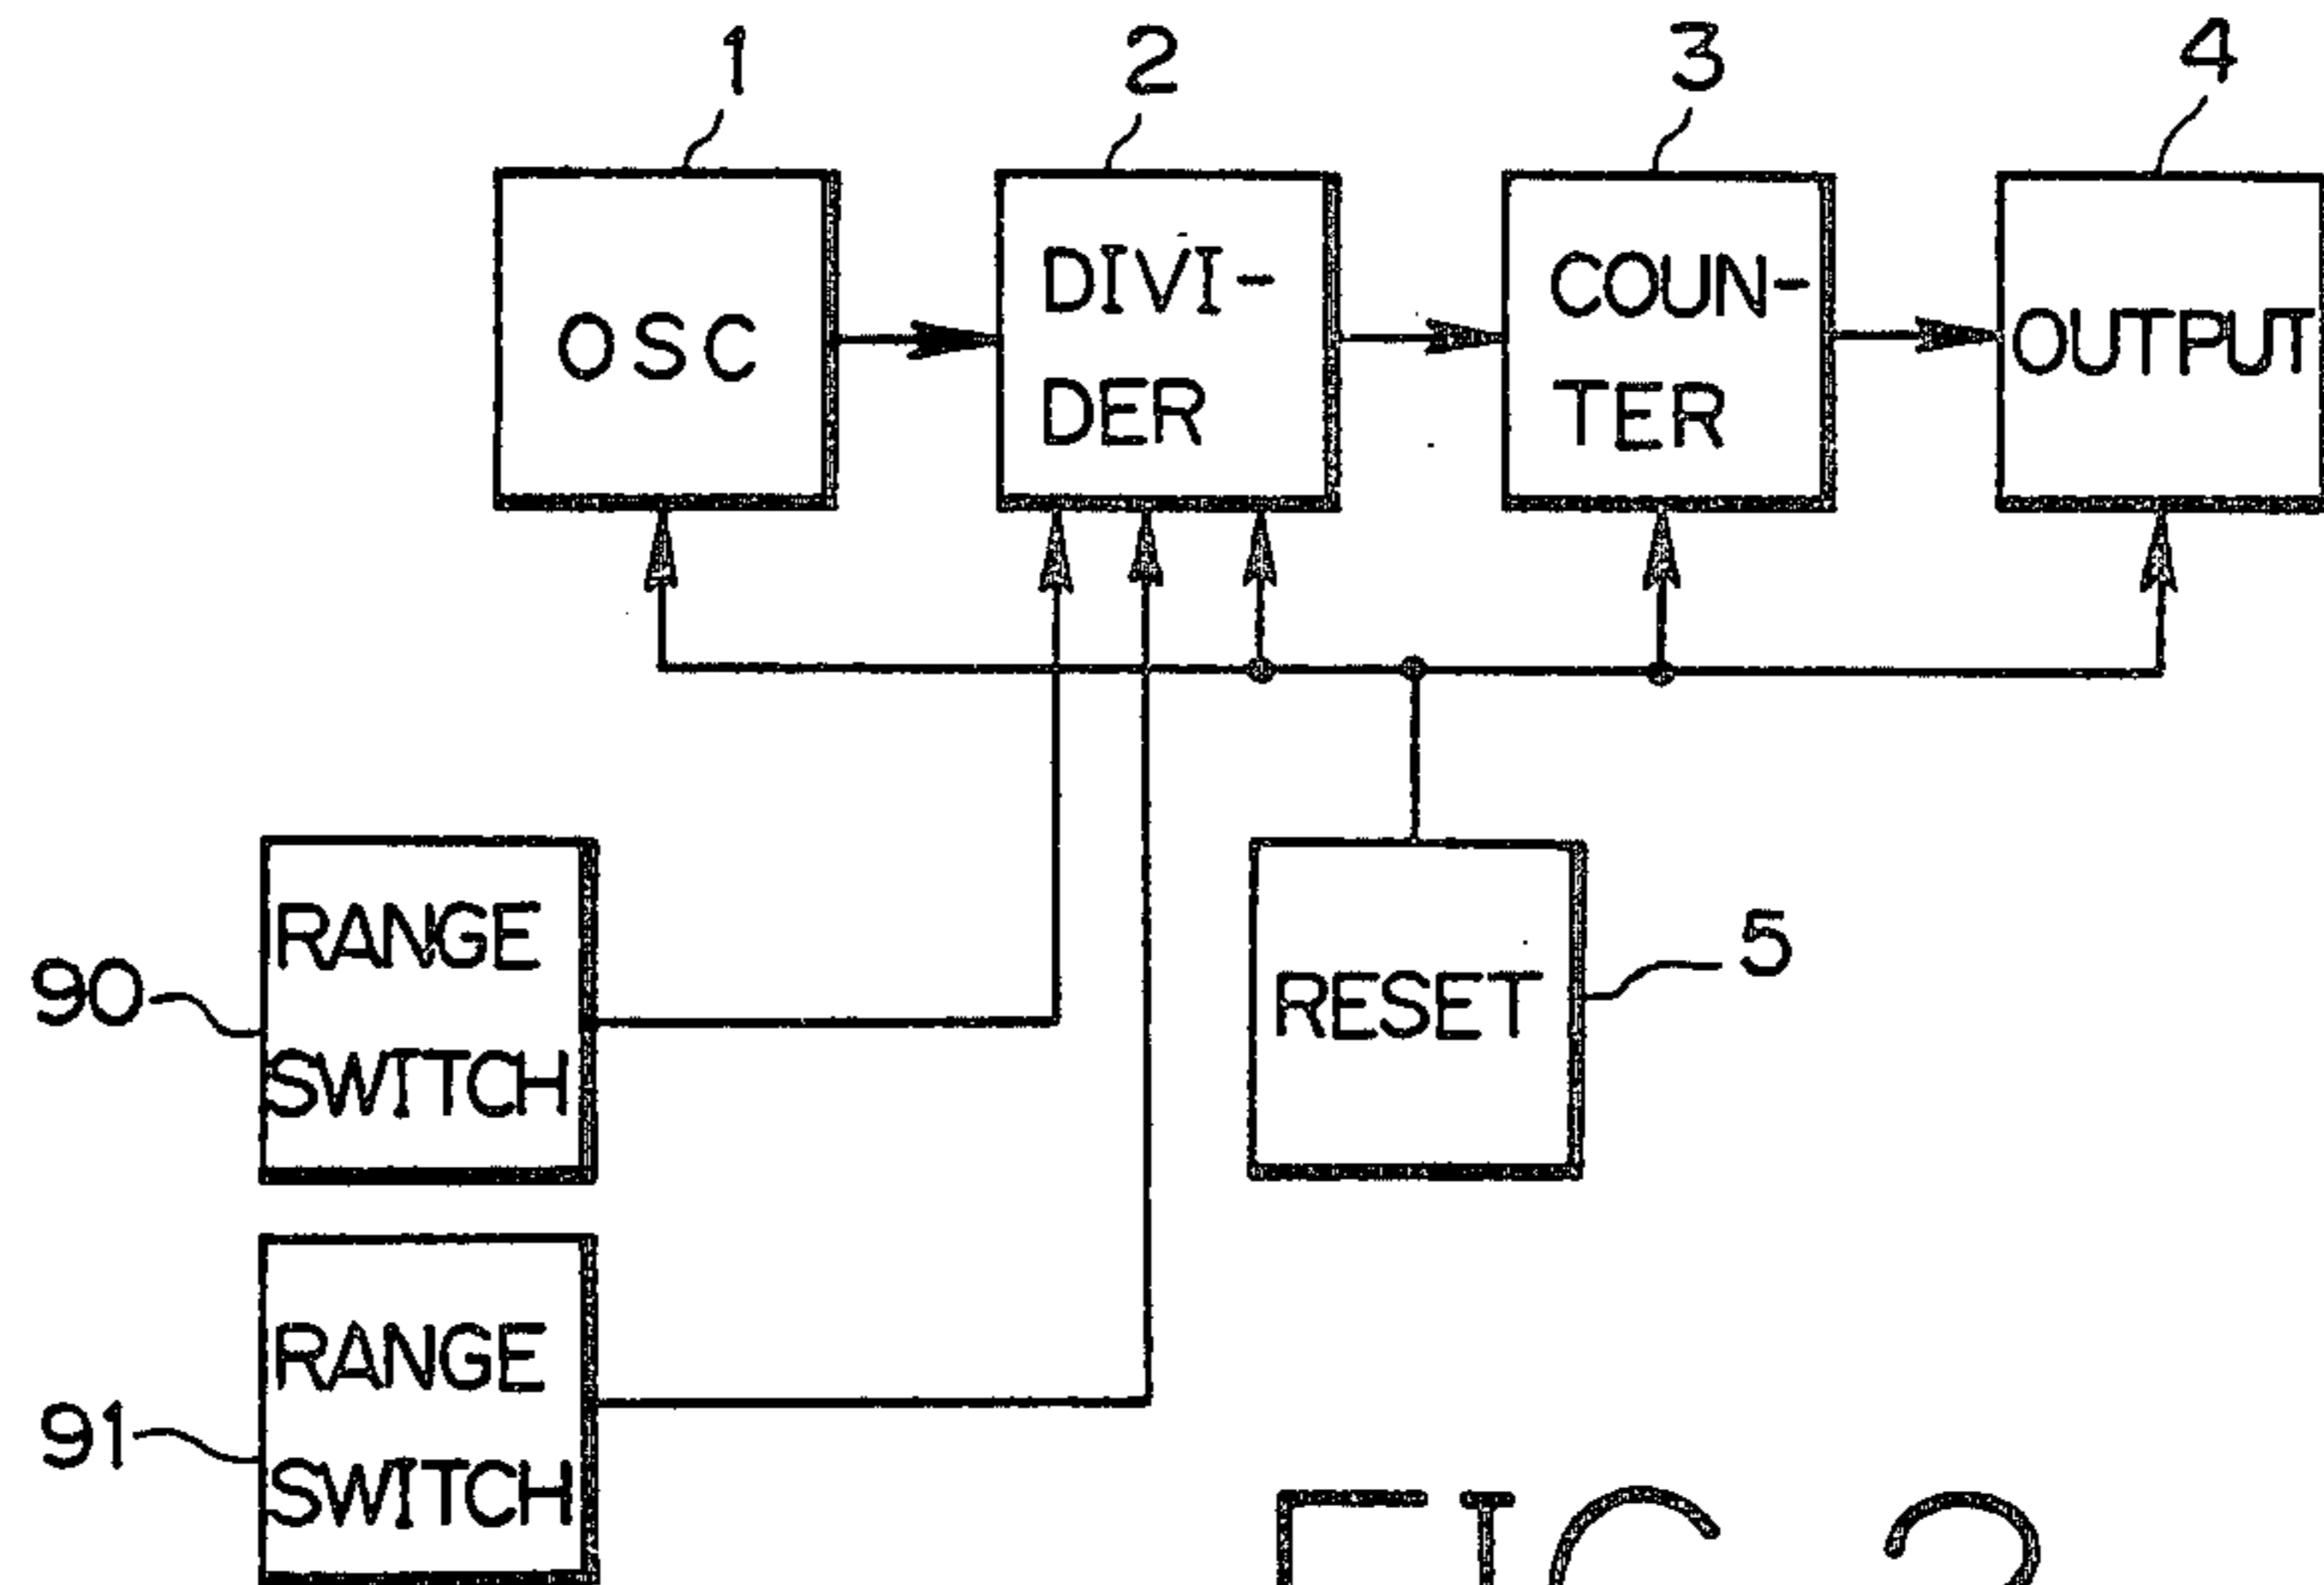 1
2
3
4
OSC
DIVI-
DER
COUN-
TER
OUTPUT
RANGE
SWITCH
90
RESET
5
RANGE
SWITCH
91